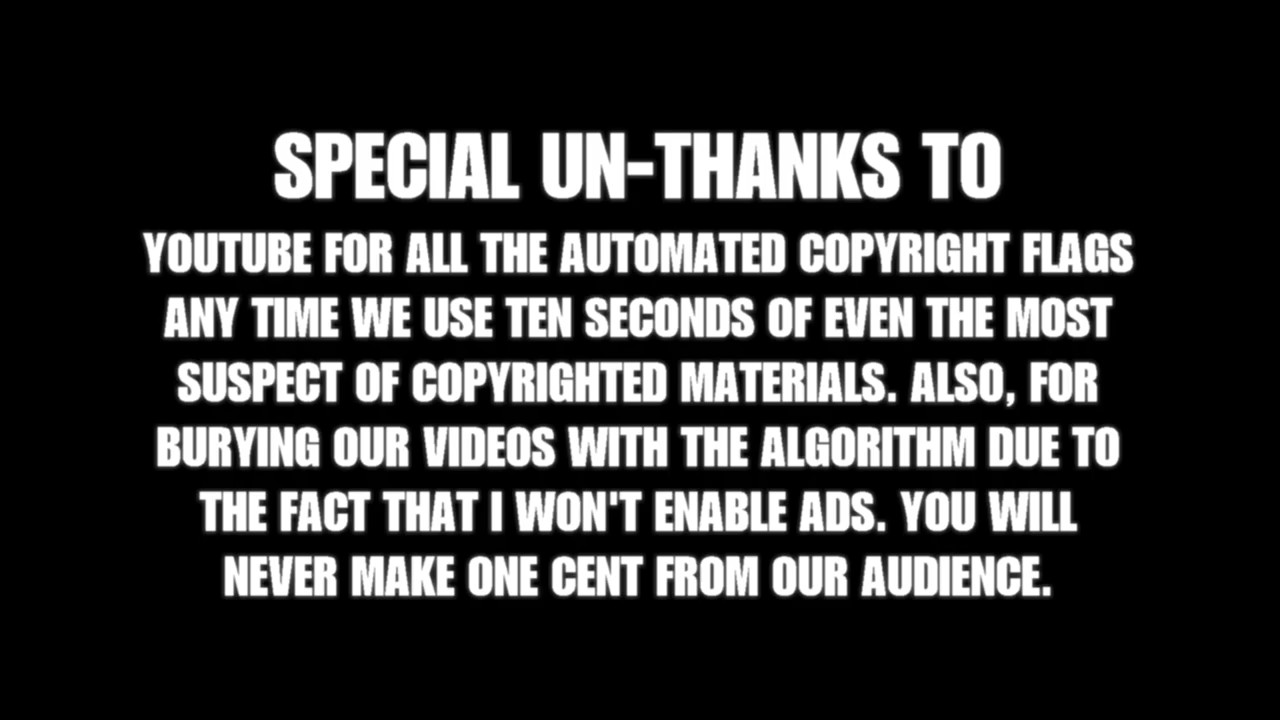 SPECIAL UN-THANKS TO
YOUTUBE FOR ALL THE AUTOMATED COPYRIGHT FLAGS
ANY TIME WE USE TEN SECONDS OF EVEN THE MOST
SUSPECT OF COPYRIGHTED MATERIALS. ALSO, FOR
BURYING OUR VIDEOS WITH THE ALGORITHM DUE TO
THE FACT THAT I WON'T ENABLE ADS. YOU WILL
NEVER MAKE ONE CENT FROM OUR AUDIENCE.